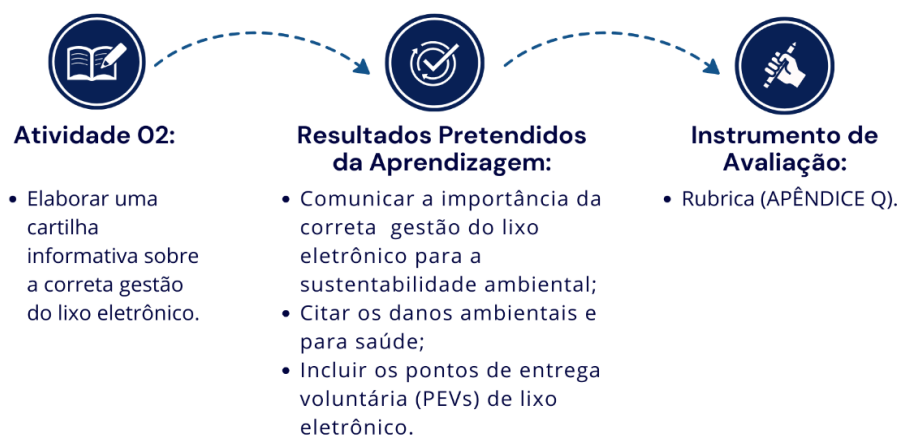 Atividade 02:
• Elaborar uma
cartilha
informativa sobre
a correta gestão
do lixo eletrônico.
Resultados Pretendidos
da Aprendizagem:
• Comunicar a importância da
correta gestão do lixo
eletrônico para a
sustentabilidade ambiental;
• Citar os danos ambientais e
para saúde;
• Incluir os pontos de entrega
voluntária (PEVs) de lixo
eletrônico.
Instrumento de
Avaliação:
• Rubrica (APÊNDICE Q).